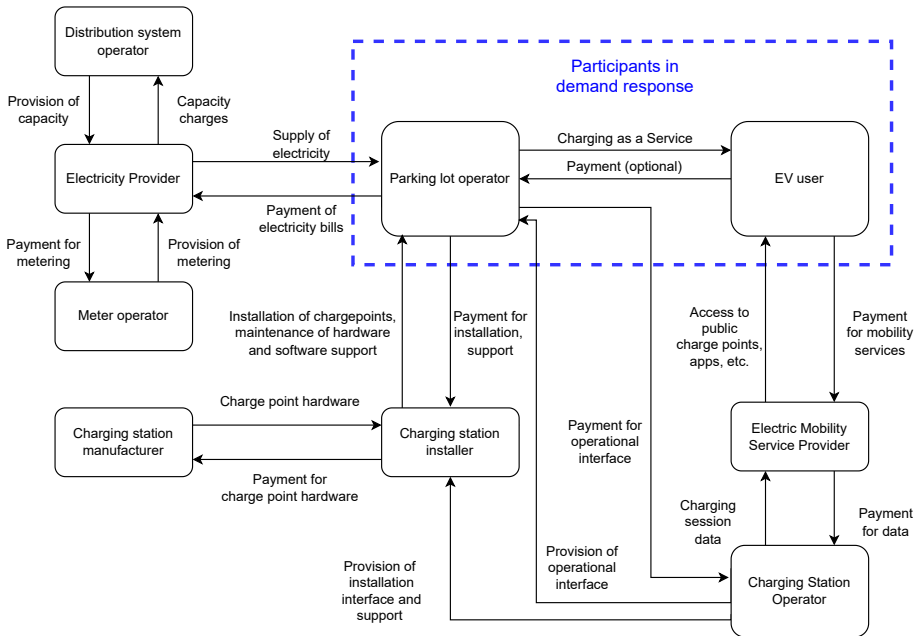 Distribution system
operator
Participants in
demand response
Provision of
capacity
Capacity
charges
Supply of
electricity
Charging as a Service
Electricity Provider
Parking lot operator
Payment (optional)
EV user
Payment of
electricity bills
Payment for
metering
Provision of
metering
Meter operator
Installation of chargepoints,
maintenance of hardware
and software support
Payment for
installation,
support
Access to
public
charge points,
apps, etc.
Payment
for mobility
services
Charge point hardware
Charging station
manufacturer
Charging station
installer
Payment for
operational
interface
Electric Mobility
Service Provider
Payment for
charge point hardware
Charging
session
data
Payment
for data
Provision of
installation
interface and
support
Provision of
operational
interface
Charging Station
Operator